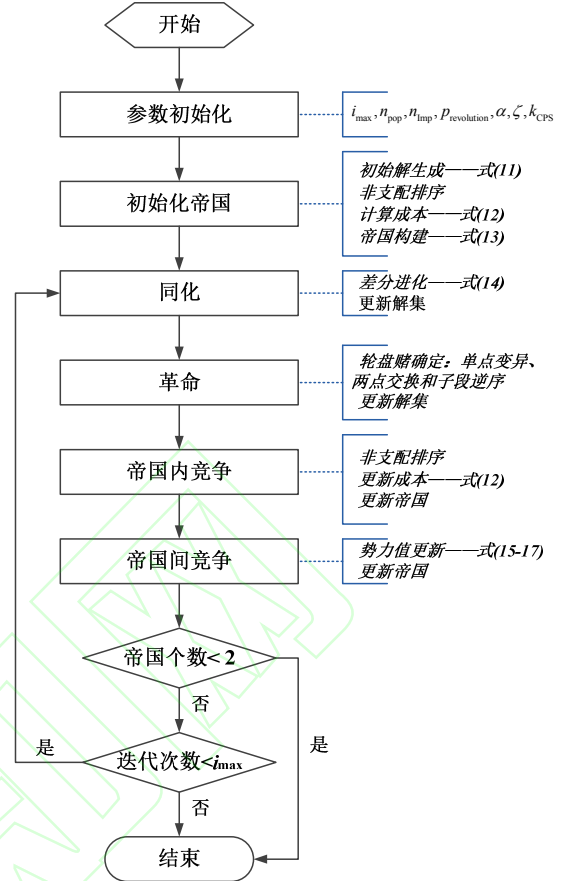 开始
参数初始化
i_max, n_pop, n_Imp, p_revolution, α, ζ, k_CPS
初始化帝国
初始解生成——式(11)
非支配排序
计算成本——式(12)
帝国构建——式(13)
同化
差分进化——式(14)
更新解集
革命
轮盘赌确定：单点变异、
两点交换和子段逆序
更新解集
帝国内竞争
非支配排序
更新成本——式(12)
更新帝国
帝国间竞争
势力值更新——式(15-17)
更新帝国
帝国个数< 2
否
是
迭代次数<imax
是
否
结束